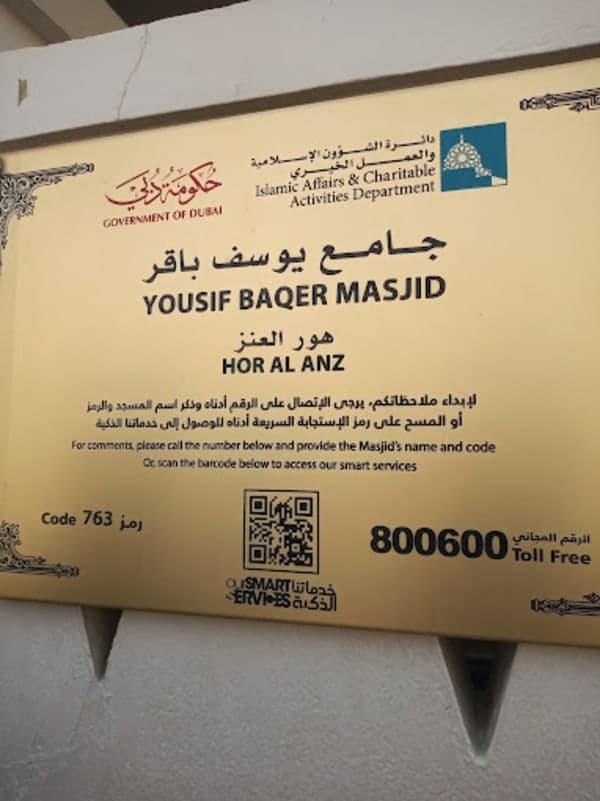 حكومة دبي
GOVERNMENT OF DUBAI
دائرة الشؤون الإسلامية
والعمل الخيري
Islamic Affairs & Charitable
Activities Department
جامع يوسف باقر
YOUSIF BAQER MASJID
هور العنز
HOR AL ANZ
لإبداء ملاحظاتكم، يرجى الإتصال على الرقم أدناه وذكر اسم المسجد والرمز
أو المسح على رمز الإستجابة السريعة أدناه للوصول إلى خدماتنا الذكية
For comments, please call the number below and provide the Masjid's name and code
Or, scan the barcode below to access our smart services
Code 763 رمز
800600 الرقم المجاني
Toll Free
OUR SMART خدماتنا
SERVICES الذكية